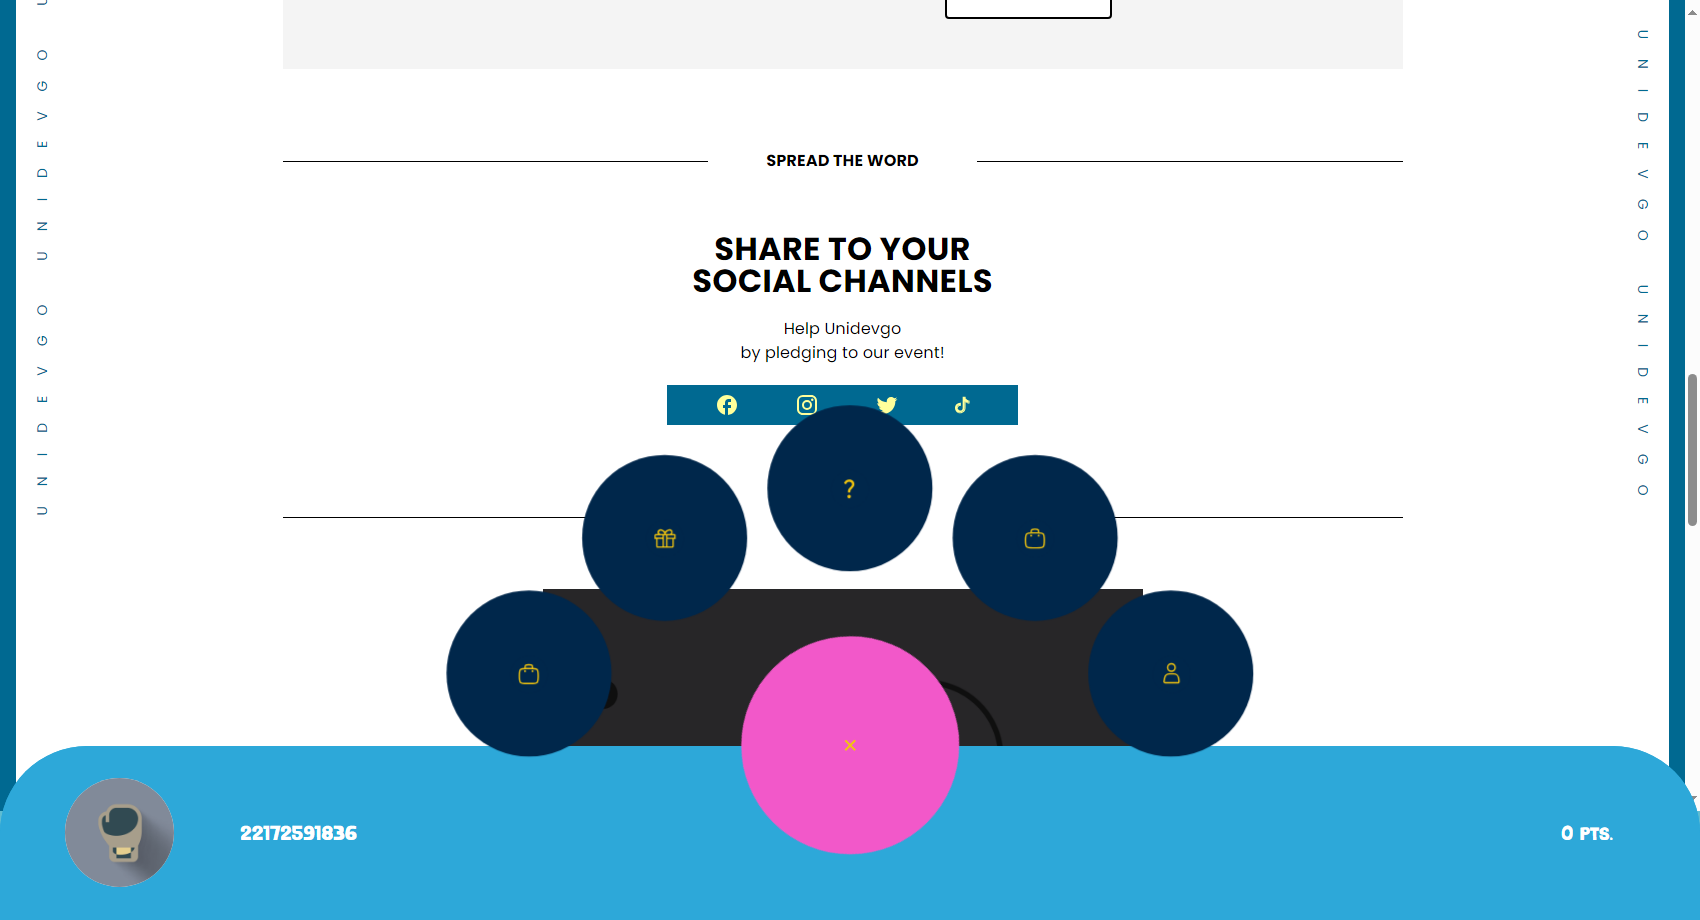 SPREAD THE WORD
SHARE TO YOUR
SOCIAL CHANNELS
Help Unidevgo
by pledging to our event!
?
22172591836
0 PTS.
UNIDEVGO UNIDEVGO
UNIDEVGO UNIDEVGO